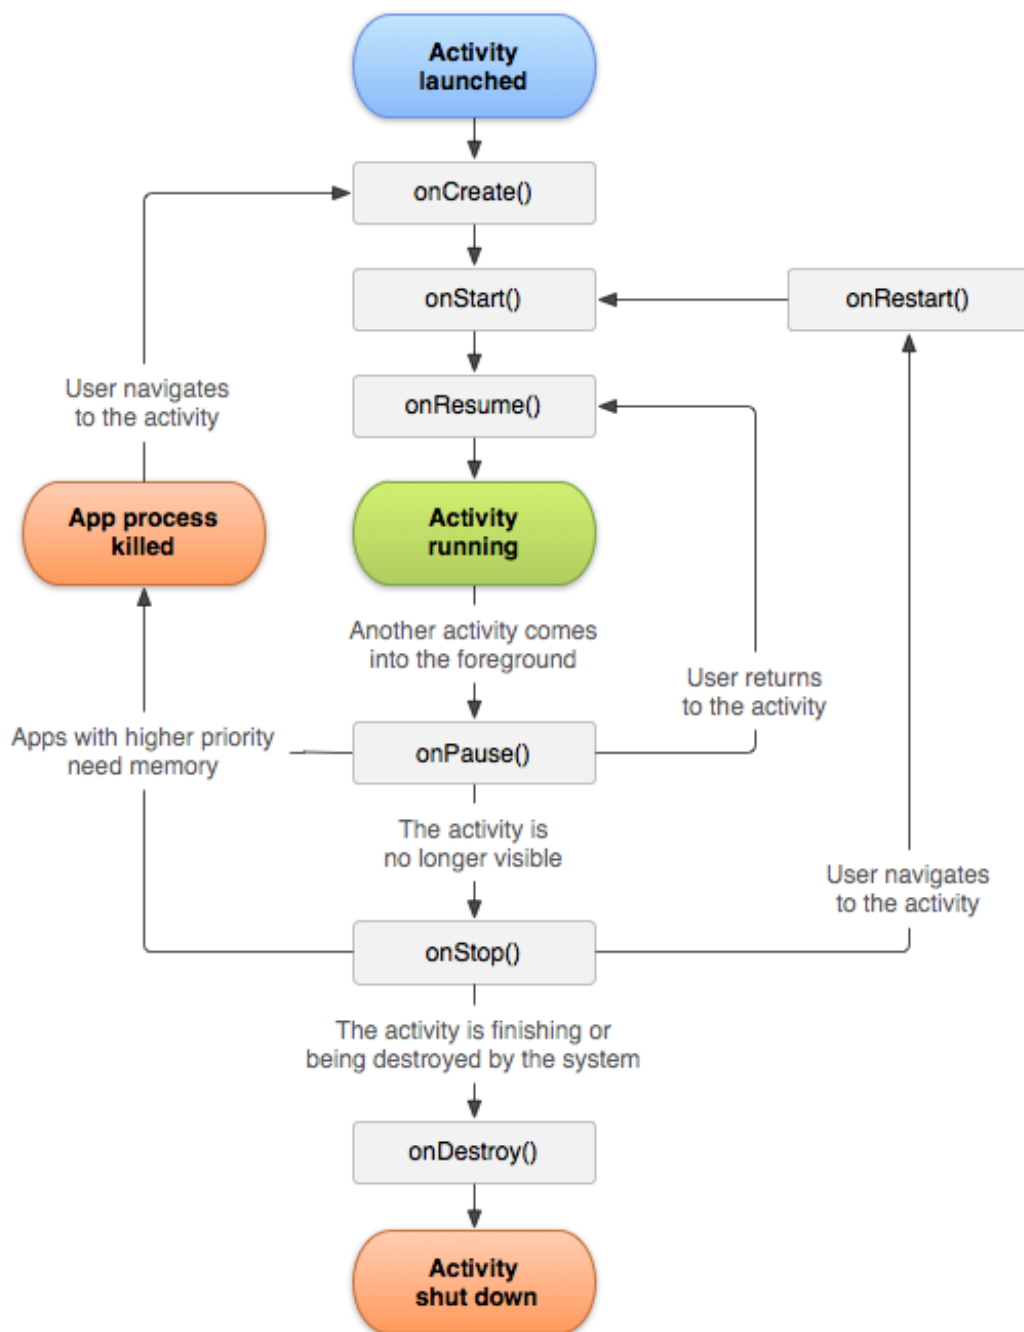 Activity
launched
onCreate()
onStart()
onRestart()
User navigates
to the activity
onResume()
App process
killed
Activity
running
Another activity comes
into the foreground
User returns
to the activity
Apps with higher priority
need memory
onPause()
The activity is
no longer visible
User navigates
to the activity
onStop()
The activity is finishing or
being destroyed by the system
onDestroy()
Activity
shut down